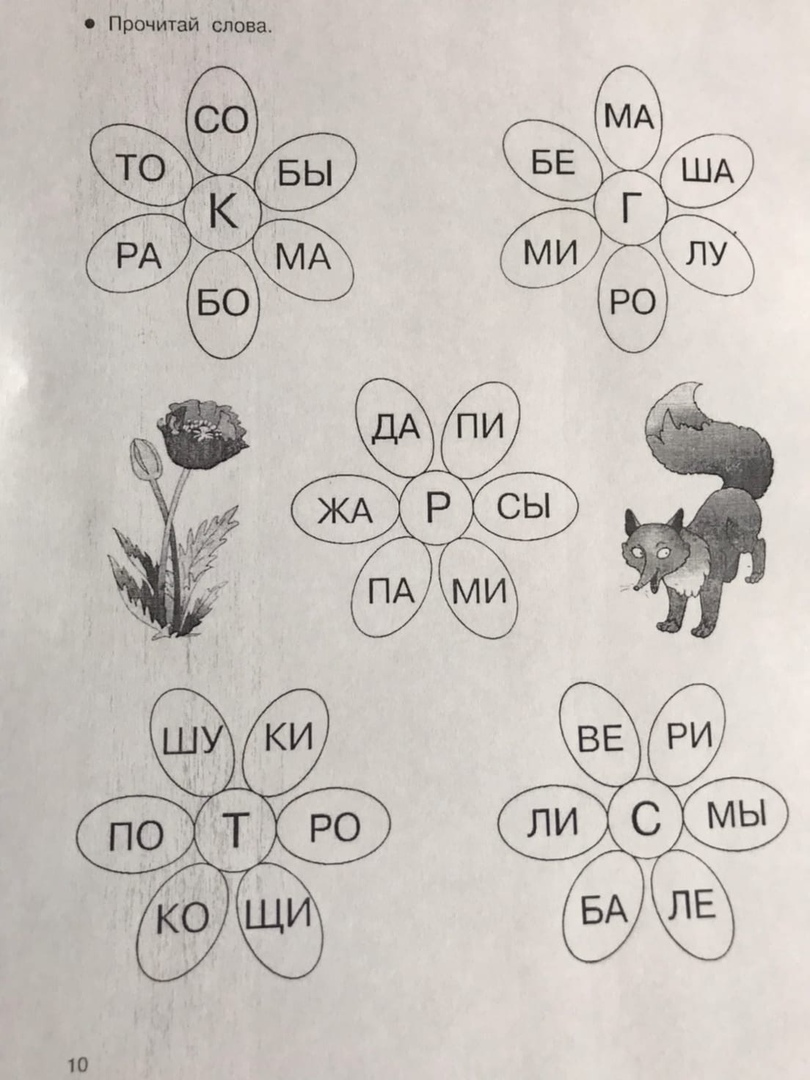 • Прочитай слова.
СО МА
ТО БЫ БЕ ША
К Г
РА МА МИ ЛУ
БО РО
ДА ПИ
ЖА Р СЫ
ПА МИ
ШУ КИ ВЕ РИ
ПО Т РО ЛИ С МЫ
КО ЩИ БА ЛЕ
10